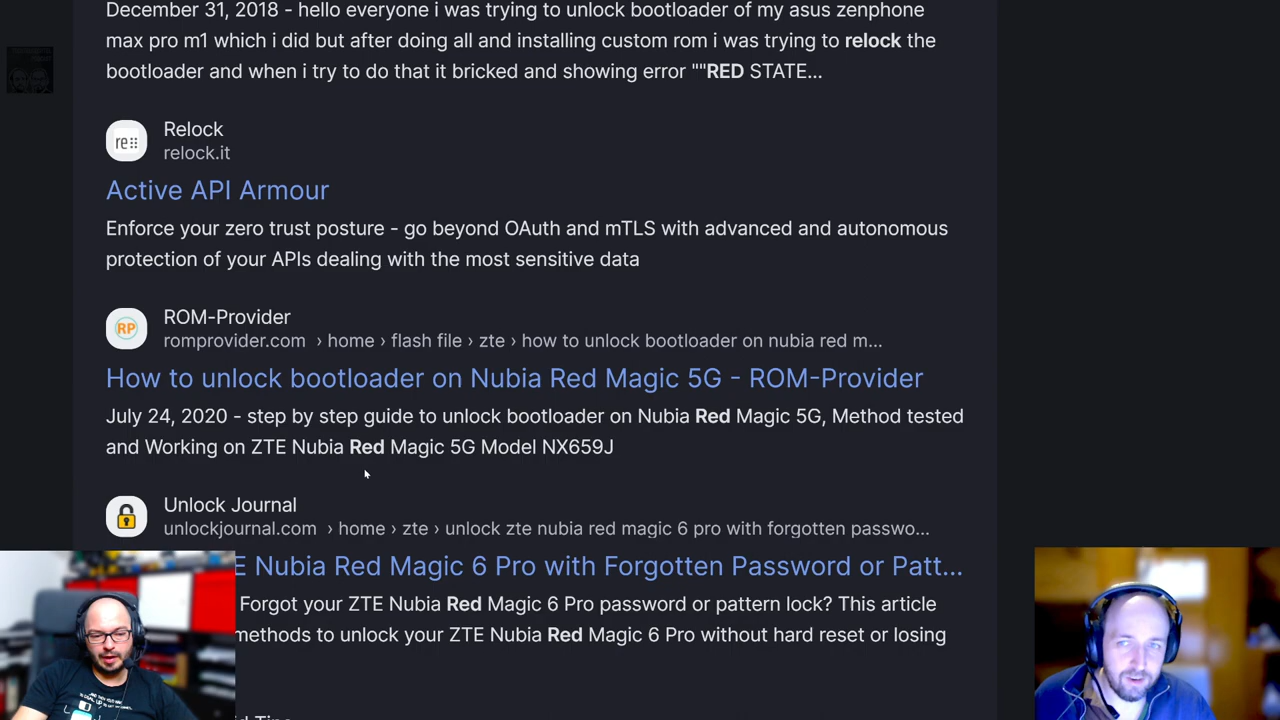 December 31, 2018 - hello everyone i was trying to unlock bootloader of my asus zenphone
max pro m1 which i did but after doing all and installing custom rom i was trying to relock the
bootloader and when i try to do that it bricked and showing error ""RED STATE...
re::
Relock
relock.it
Active API Armour
Enforce your zero trust posture - go beyond OAuth and mTLS with advanced and autonomous
protection of your APIs dealing with the most sensitive data
RP
ROM-Provider
romprovider.com › home › flash file › zte › how to unlock bootloader on nubia red m...
How to unlock bootloader on Nubia Red Magic 5G - ROM-Provider
July 24, 2020 - step by step guide to unlock bootloader on Nubia Red Magic 5G, Method tested
and Working on ZTE Nubia Red Magic 5G Model NX659J
Unlock Journal
unlockjournal.com › home › zte › unlock zte nubia red magic 6 pro with forgotten passwo...
E Nubia Red Magic 6 Pro with Forgotten Password or Patt...
Forgot your ZTE Nubia Red Magic 6 Pro password or pattern lock? This article
methods to unlock your ZTE Nubia Red Magic 6 Pro without hard reset or losing